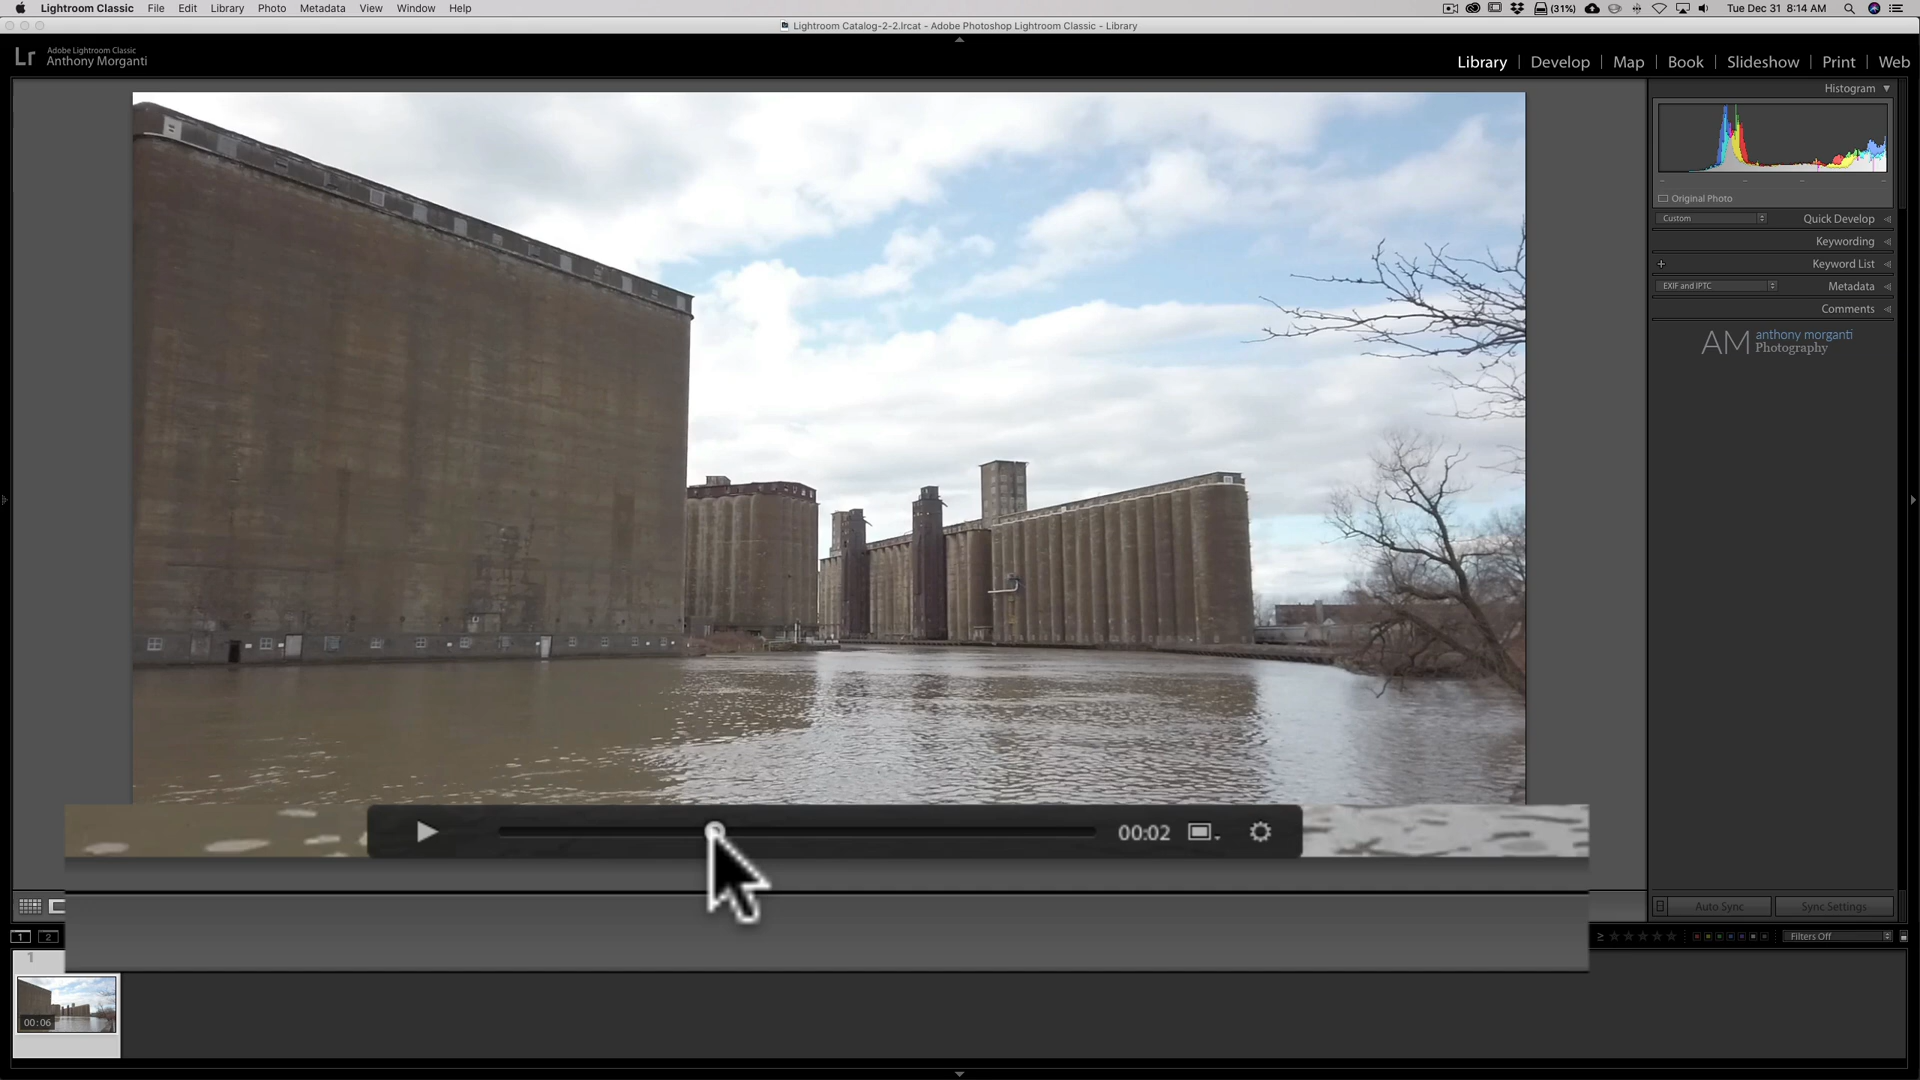 Lightroom Classic File Edit Library Photo Metadata View Window Help
(31%) Tue Dec 31 8:14 AM
Lightroom Catalog-2-2.lrcat - Adobe Photoshop Lightroom Classic - Library
Lr Adobe Lightroom Classic
Anthony Morganti
Library | Develop | Map | Book | Slideshow | Print | Web
Histogram
Original Photo
Custom Quick Develop
Keywording
Keyword List
EXIF and IPTC Metadata
Comments
AM anthony morganti
Photography
00:02
Auto Sync Sync Settings
1 2
Filters Off
1
00:06